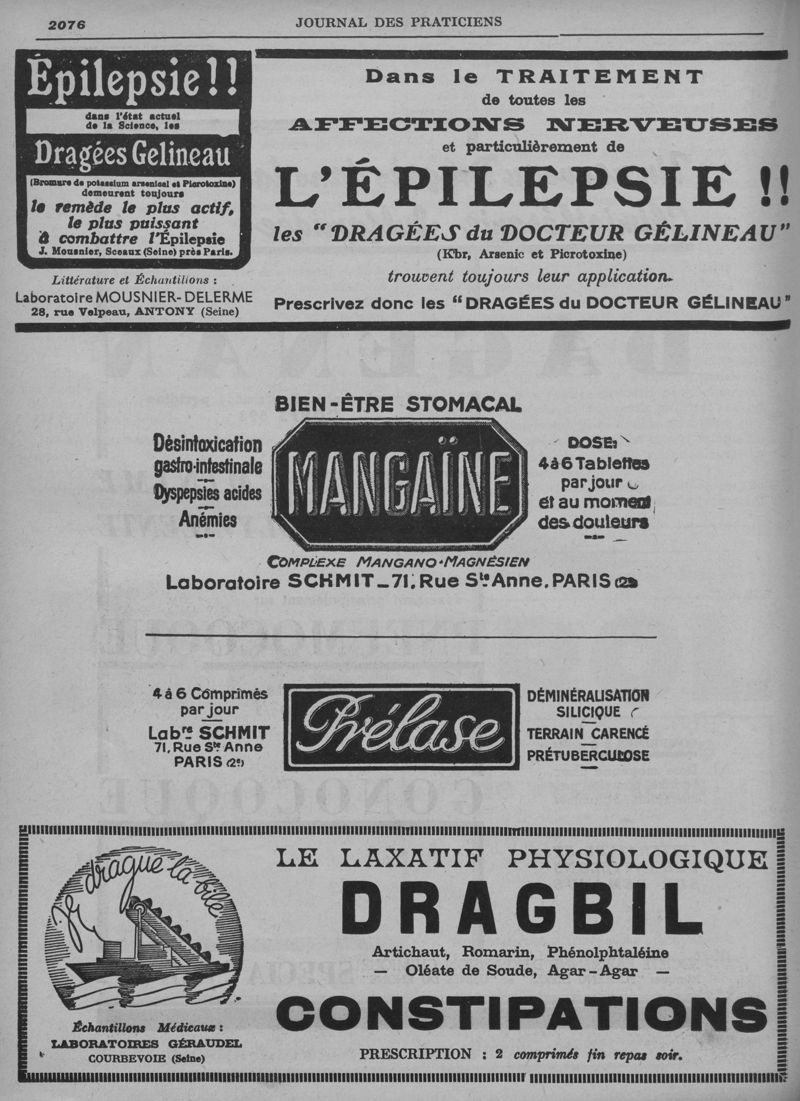 2076
JOURNAL DES PRATICIENS
Épilepsie!!
dans l'état actuel
de la Science, les
Dragées Gelineau
(Bromure de potassium arsenical et Picrotoxine)
demeurent toujours
le remède le plus actif,
le plus puissant
à combattre l'Épilepsie
J. Mousnier, Sceaux (Seine) près Paris.
Littérature et Échantillons :
Laboratoire MOUSNIER-DELERME
28, rue Velpeau, ANTONY (Seine)
Dans le TRAITEMENT
de toutes les
AFFECTIONS NERVEUSES
et particulièrement de
L'ÉPILEPSIE !!
les "DRAGÉES du DOCTEUR GÉLINEAU"
(Kbr, Arsenic et Picrotoxine)
trouvent toujours leur application.
Prescrivez donc les "DRAGÉES du DOCTEUR GÉLINEAU"
BIEN-ÊTRE STOMACAL
Désintoxication
gastro-intestinale
Dyspepsies acides
Anémies
MANGAÏNE
DOSE:
4 à 6 Tablettes
par jour
et au moment
des douleurs
COMPLEXE MANGANO-MAGNÉSIEN
Laboratoire SCHMIT_71, Rue Ste Anne, PARIS (2e)
4 à 6 Comprimés
par jour
Labre SCHMIT
71, Rue Ste Anne
PARIS (2e)
Prélase
DÉMINÉRALISATION
SILICIQUE
TERRAIN CARENCÉ
PRÉTUBERCULOSE
Je drague la bile
Échantillons Médicaux :
LABORATOIRES GÉRAUDEL
COURBEVOIE (Seine)
LE LAXATIF PHYSIOLOGIQUE
DRAGBIL
Artichaut, Romarin, Phénolphtaléine
— Oléate de Soude, Agar-Agar —
CONSTIPATIONS
PRESCRIPTION : 2 comprimés fin repas soir.